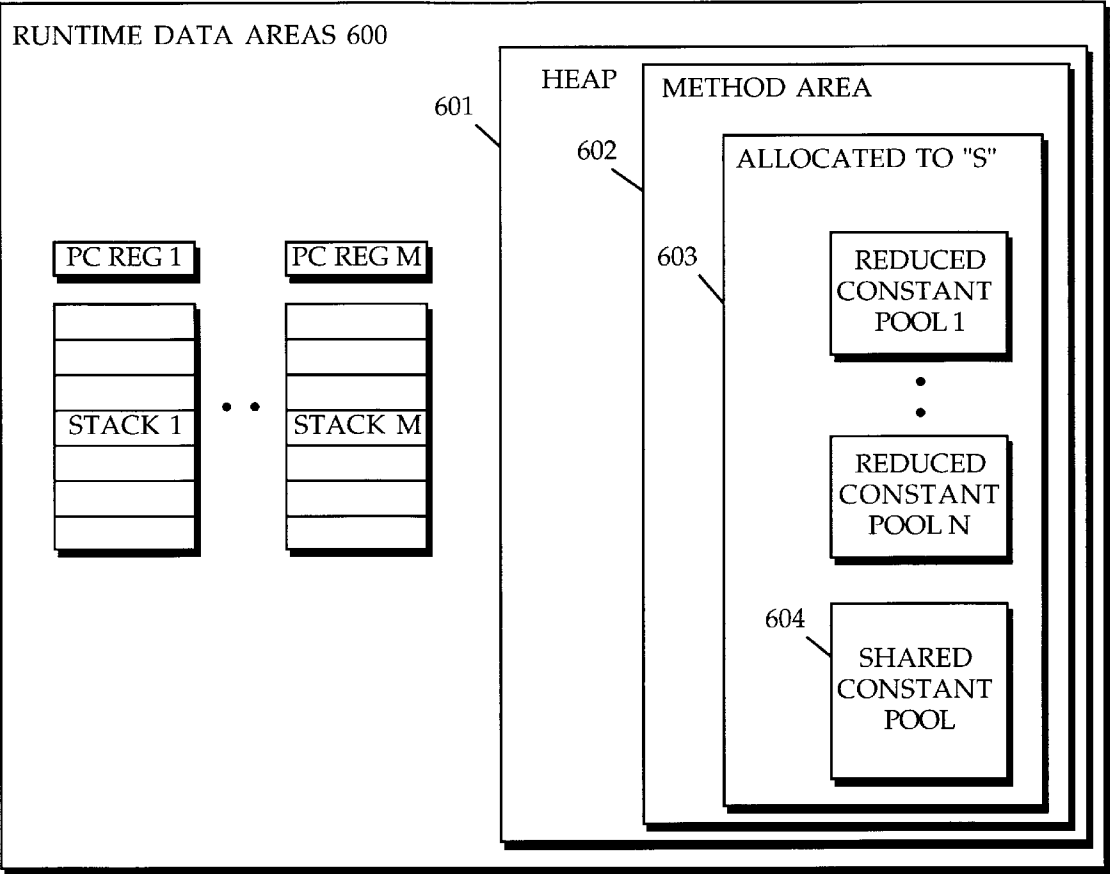 RUNTIME DATA AREAS 600
HEAP
METHOD AREA
601
602
ALLOCATED TO "S"
603
PC REG 1
PC REG M
REDUCED
CONSTANT
POOL 1
STACK 1
STACK M
REDUCED
CONSTANT
POOL N
604
SHARED
CONSTANT
POOL